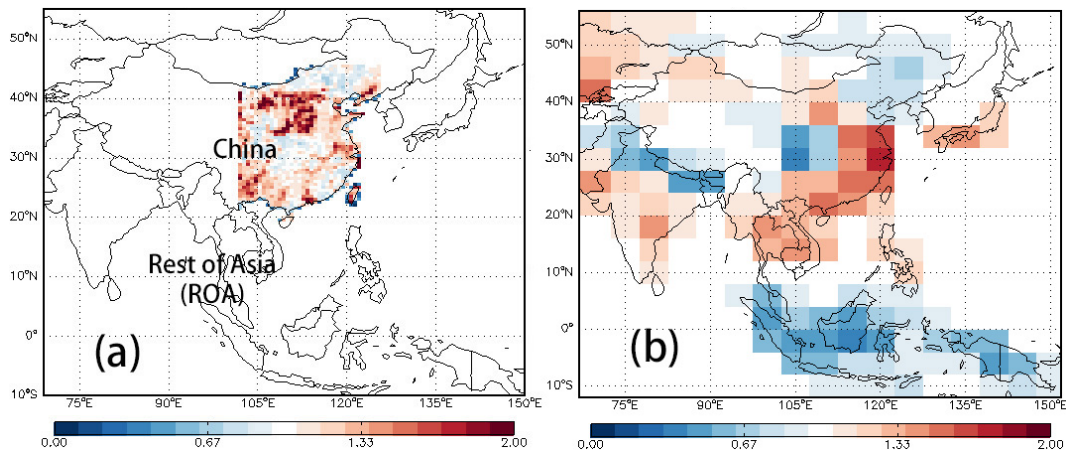 50°N
40°N
30°N
20°N
10°N
0°
10°S
75°E
90°E
105°E
120°E
135°E
150°E
China
Rest of Asia
(ROA)
(a)
0.00
0.67
1.33
2.00
50°N
40°N
30°N
20°N
10°N
0°
10°S
75°E
90°E
105°E
120°E
135°E
150°E
(b)
0.00
0.67
1.33
2.00